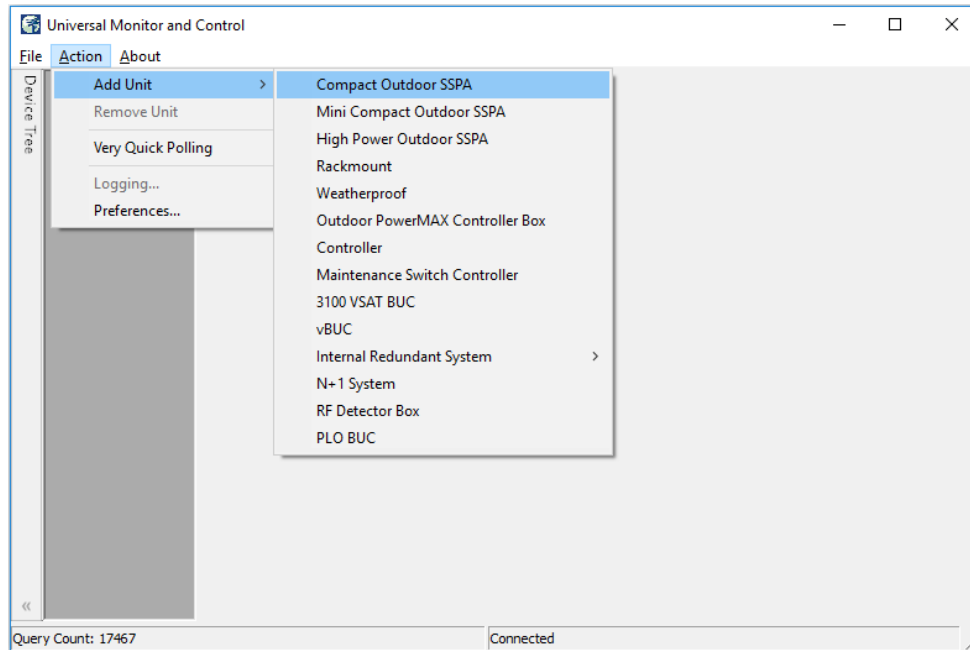 Universal Monitor and Control
File Action About
Device Tree
Add Unit
Remove Unit
Very Quick Polling
Logging...
Preferences...
Compact Outdoor SSPA
Mini Compact Outdoor SSPA
High Power Outdoor SSPA
Rackmount
Weatherproof
Outdoor PowerMAX Controller Box
Controller
Maintenance Switch Controller
3100 VSAT BUC
vBUC
Internal Redundant System
N+1 System
RF Detector Box
PLO BUC
Query Count: 17467
Connected